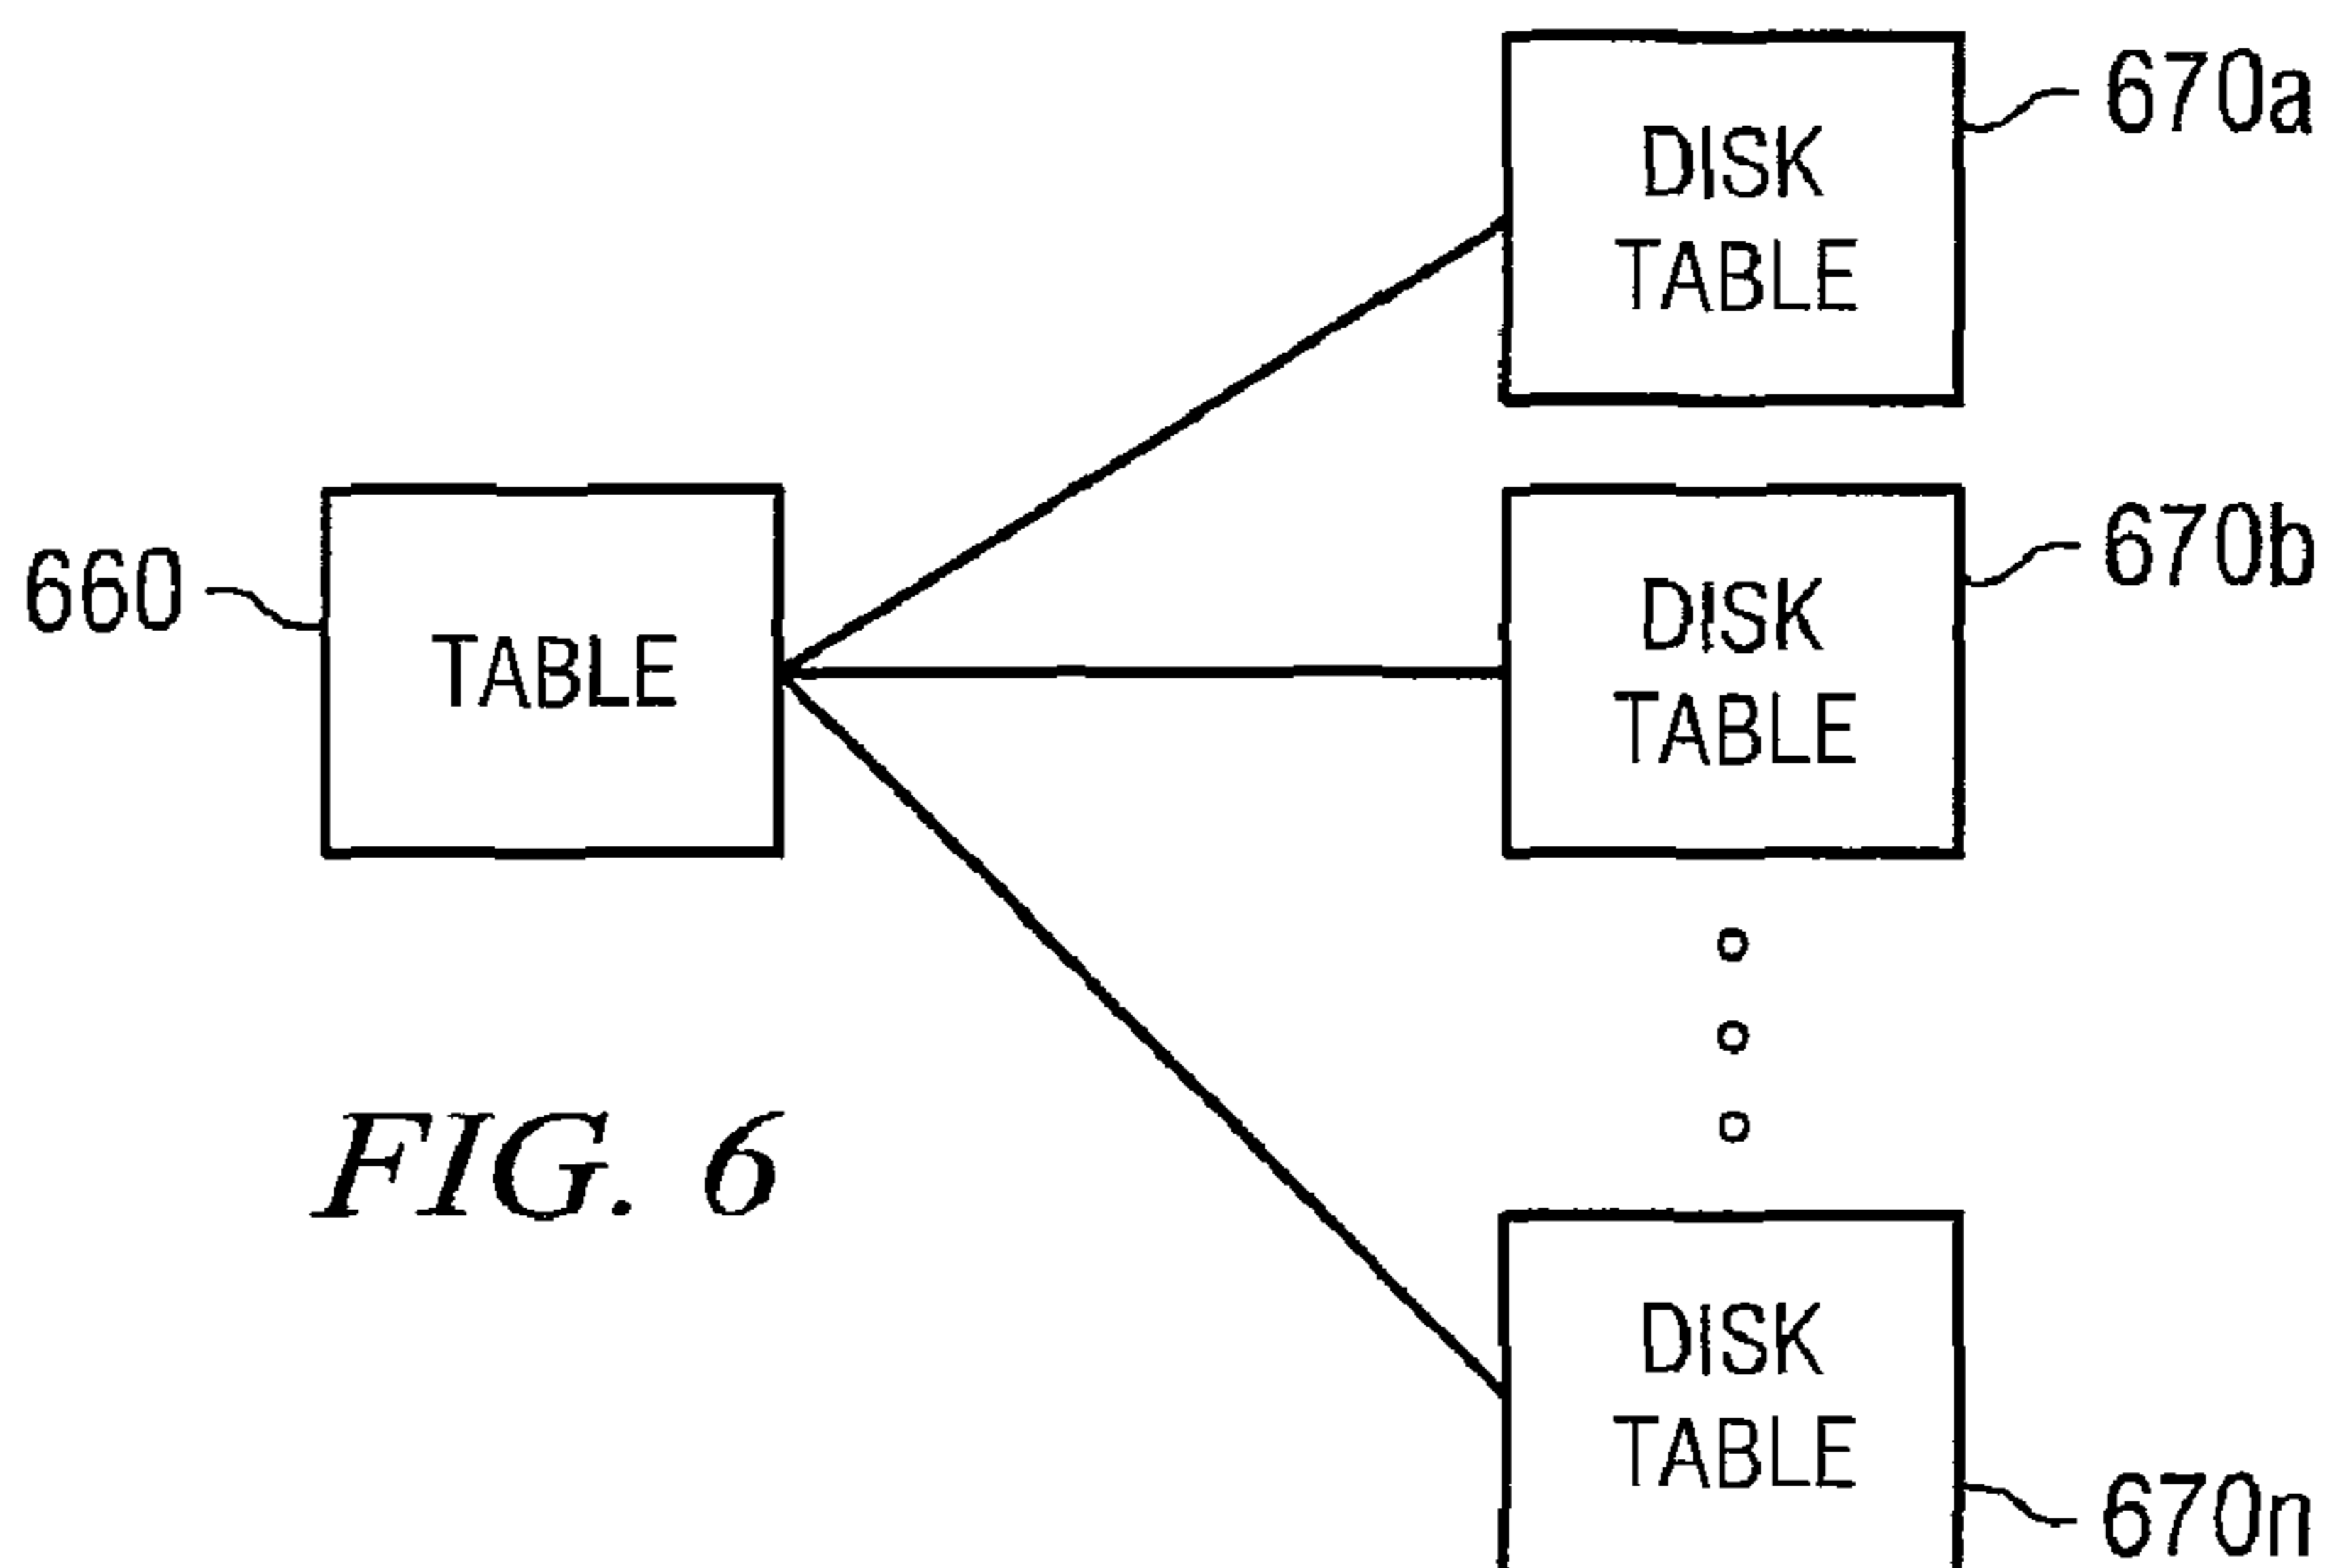 DISK
TABLE
670a
660
TABLE
DISK
TABLE
670b
FIG. 6
DISK
TABLE
670n